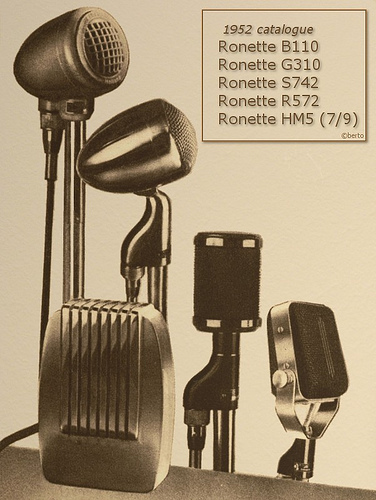 1952 catalogue
Ronette B110
Ronette G310
Ronette S742
Ronette R572
Ronette HM5 (7/9)
©berto